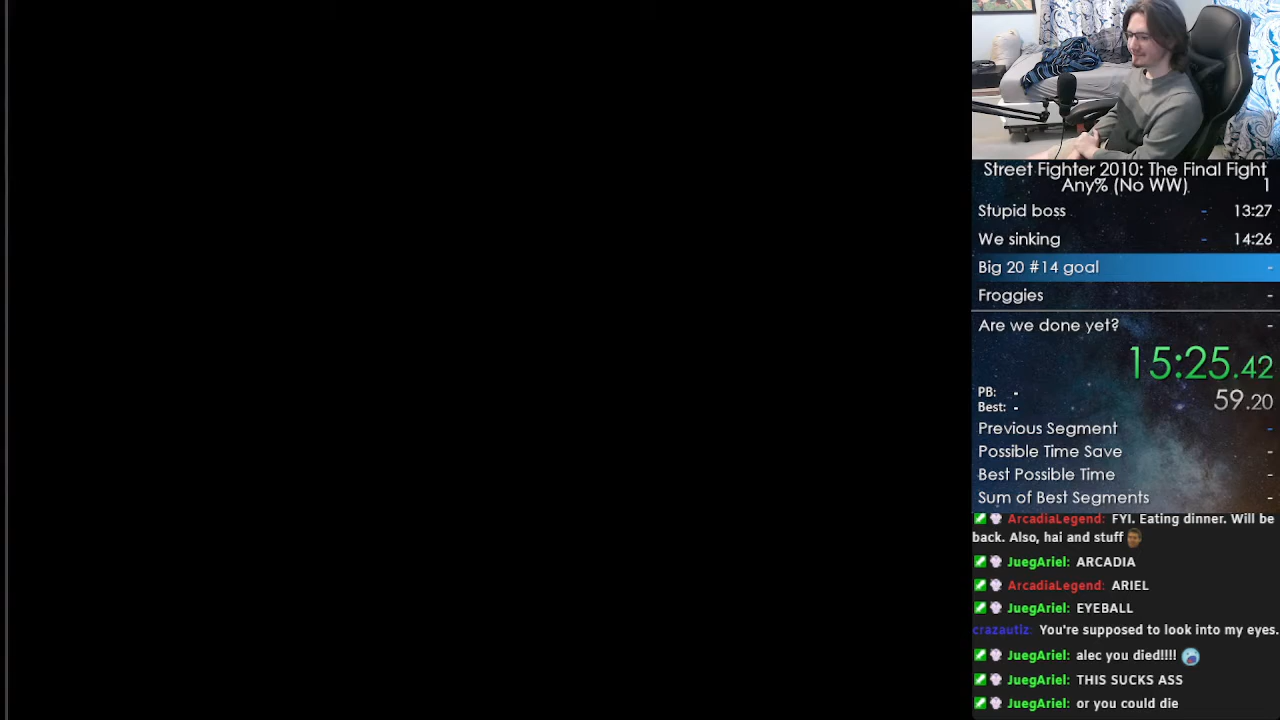 Street Fighter 2010: The Final Fight
Any% (No WW) 1
Stupid boss - 13:27
We sinking - 14:26
Big 20 #14 goal -
Froggies -
Are we done yet? -
15:25.42
PB: -
Best: -
59.20
Previous Segment -
Possible Time Save -
Best Possible Time -
Sum of Best Segments -
ArcadiaLegend: FYI. Eating dinner. Will be
back. Also, hai and stuff
JuegAriel: ARCADIA
ArcadiaLegend: ARIEL
JuegAriel: EYEBALL
crazautiz: You're supposed to look into my eyes.
JuegAriel: alec you died!!!!
JuegAriel: THIS SUCKS ASS
JuegAriel: or you could die